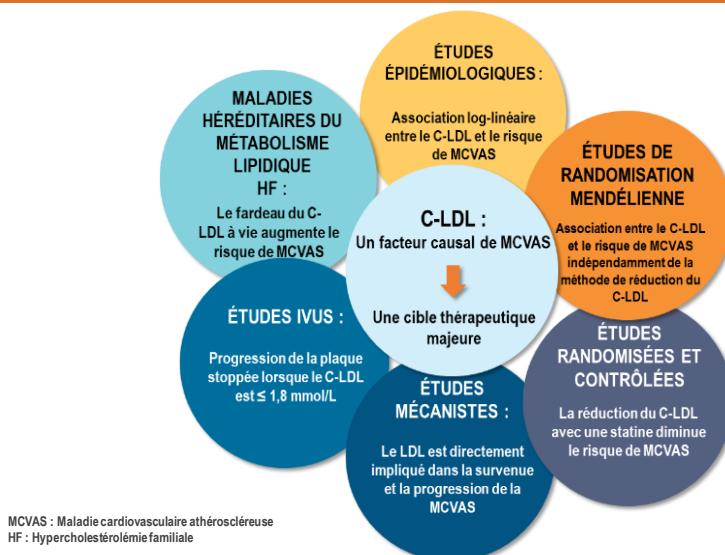 ÉTUDES
ÉPIDÉMIOLOGIQUES :
Association log-linéaire
entre le C-LDL et le risque
de MCVAS
MALADIES
HÉRÉDITAIRES DU
MÉTABOLISME
LIPIDIQUE
HF :
Le fardeau du C-
LDL à vie augmente le
risque de MCVAS
ÉTUDES DE
RANDOMISATION
MENDÉLIENNE
Association entre le C-LDL
et le risque de MCVAS
indépendamment de la
méthode de réduction du
C-LDL
C-LDL :
Un facteur causal de MCVAS
Une cible thérapeutique
majeure
ÉTUDES IVUS :
Progression de la plaque
stoppée lorsque le C-LDL
est ≤ 1,8 mmol/L
ÉTUDES
RANDOMISÉES ET
CONTRÔLÉES
La réduction du C-LDL
avec une statine diminue
le risque de MCVAS
ÉTUDES
MÉCANISTES :
Le LDL est directement
impliqué dans la survenue
et la progression de la
MCVAS
MCVAS : Maladie cardiovasculaire athéroscléreuse
HF : Hypercholestérolémie familiale